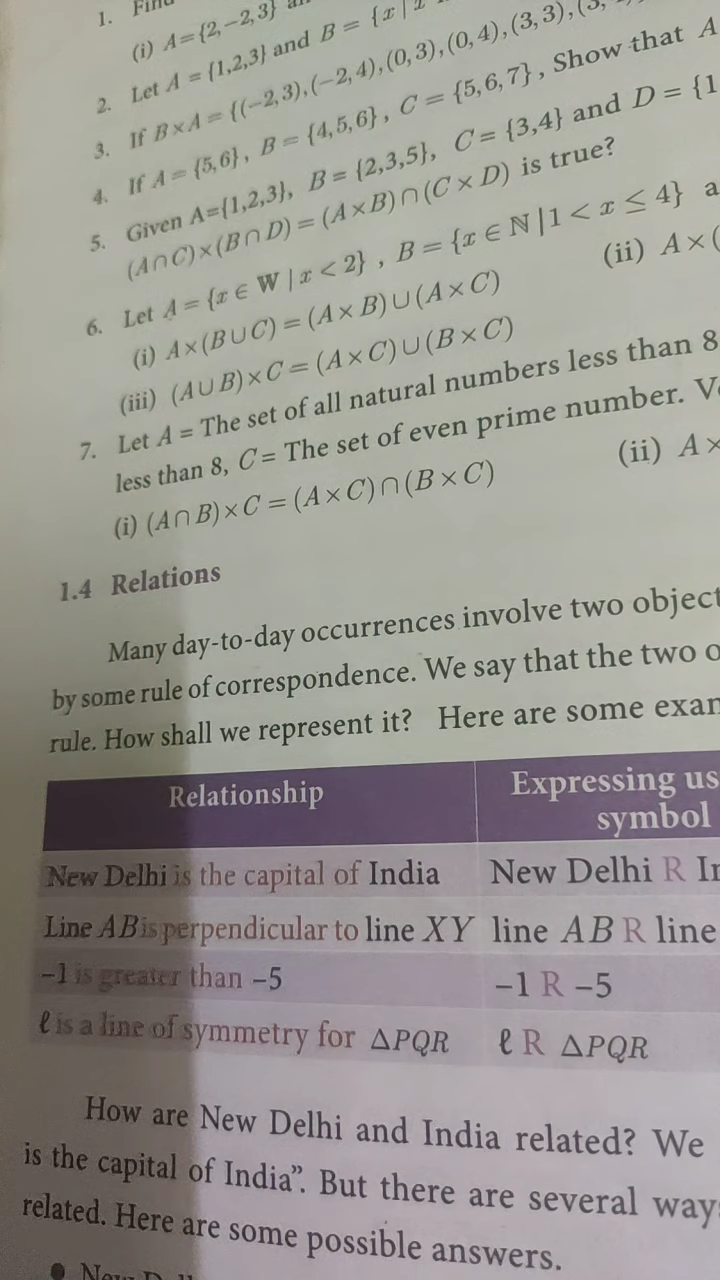 1. Find
(i) A={2,−2,3}
2. Let A = {1,2,3} and B = {x |
3. If B×A = {(−2,3),(−2,4),(0,3),(0,4),(3,3),(3,
4. If A = {5,6}, B = {4,5,6}, C = {5,6,7}, Show that A
5. Given A={1,2,3}, B = {2,3,5}, C = {3,4} and D = {1
(A∩C)×(B∩D) = (A×B)∩(C×D) is true?
6. Let A = {x ∈ W | x < 2}, B = {x ∈ N | 1 < x ≤ 4} a
(i) A×(B∪C) = (A×B)∪(A×C) (ii) A×(
(iii) (A∪B)×C = (A×C)∪(B×C)
7. Let A = The set of all natural numbers less than 8
less than 8, C = The set of even prime number. V
(i) (A∩B)×C = (A×C)∩(B×C) (ii) A×
1.4 Relations
Many day-to-day occurrences involve two object
by some rule of correspondence. We say that the two o
rule. How shall we represent it? Here are some exam
Relationship Expressing us
symbol
New Delhi is the capital of India New Delhi R In
Line AB is perpendicular to line XY line AB R line
−1 is greater than −5 −1 R −5
ℓ is a line of symmetry for ΔPQR ℓ R ΔPQR
How are New Delhi and India related? We
is the capital of India”. But there are several way
related. Here are some possible answers.
• New